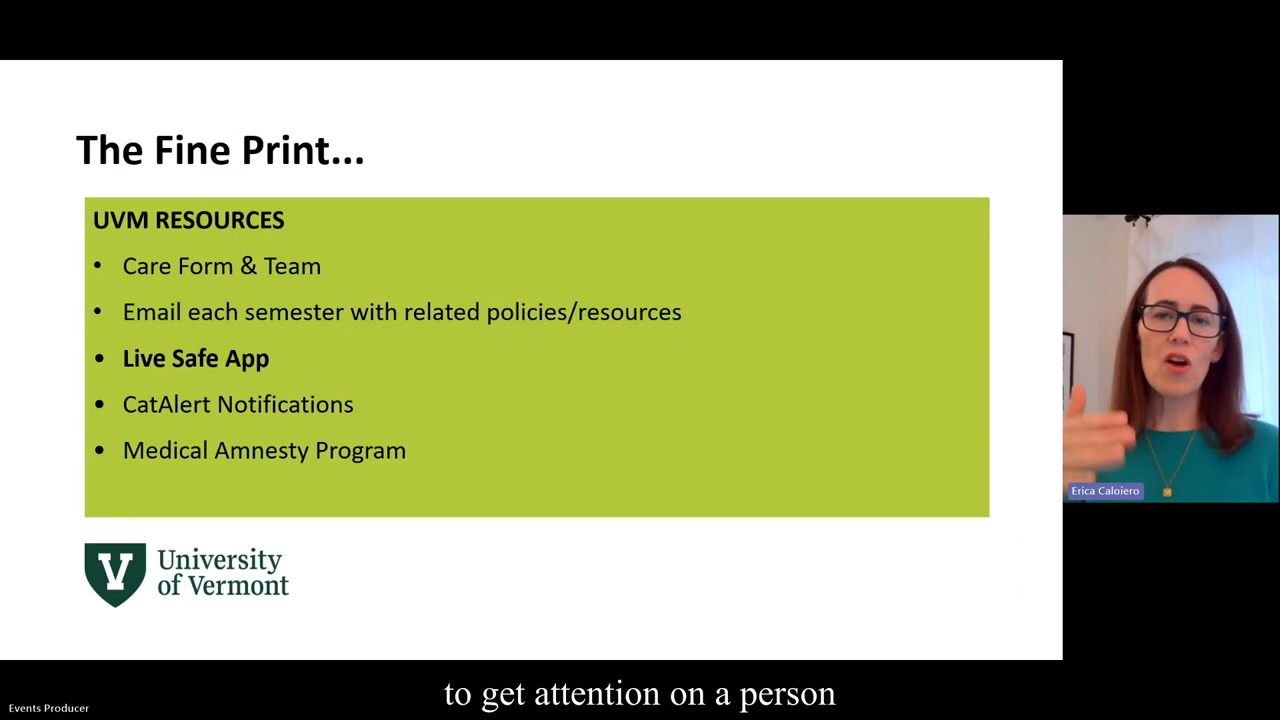 The Fine Print...
UVM RESOURCES
• Care Form & Team
• Email each semester with related policies/resources
• Live Safe App
• CatAlert Notifications
• Medical Amnesty Program
V
University
of Vermont
Erica Caloiero
to get attention on a person
Events Producer